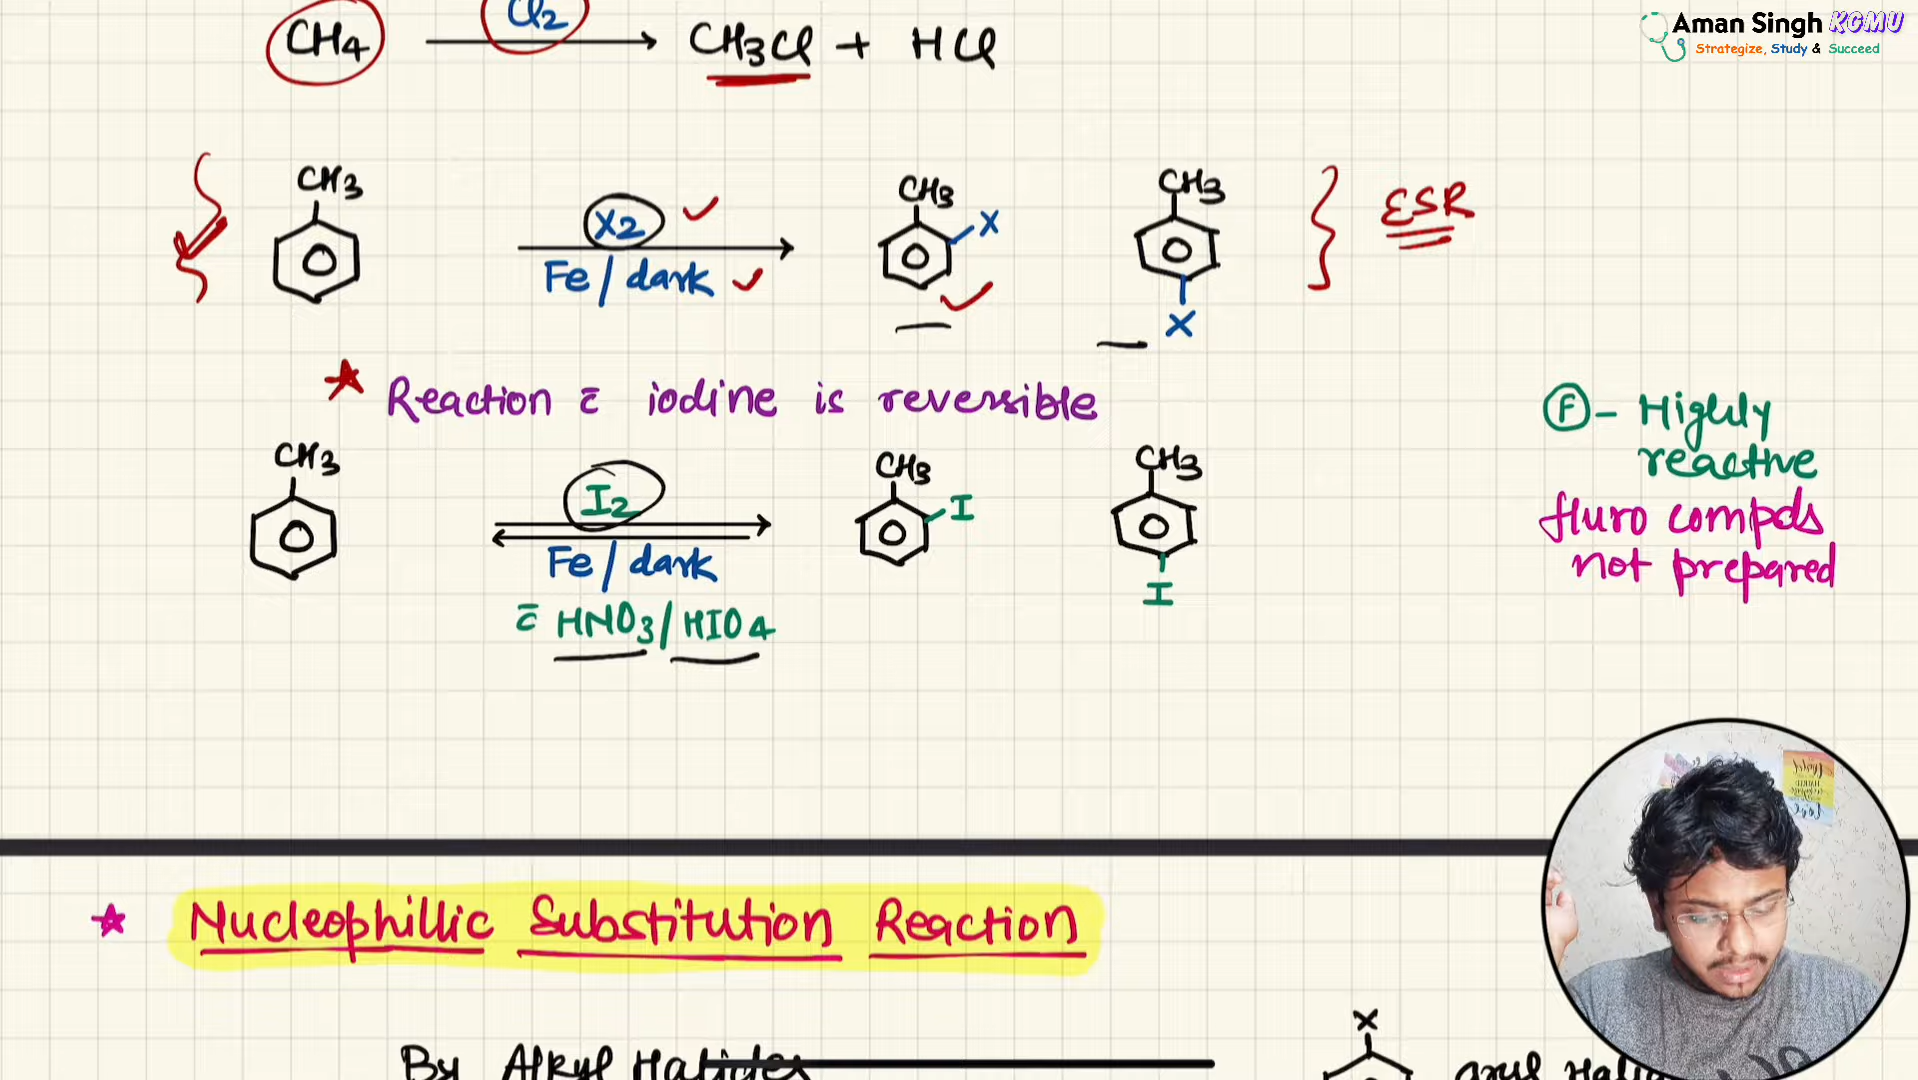 Aman Singh KGMU
Strategize, Study & Succeed
CH4 Cl2 CH3Cl + HCl
CH3 X2 CH3 X CH3 ESR
Fe / dark
X
★ Reaction c̄ iodine is reversible
CH3 I2 CH3 I CH3
Fe / dark
I
c̄ HNO3 / HIO4
F - Highly
reactive
fluro compds
not prepared
★ Nucleophillic Substitution Reaction
X
By Alkyl Halides aryl